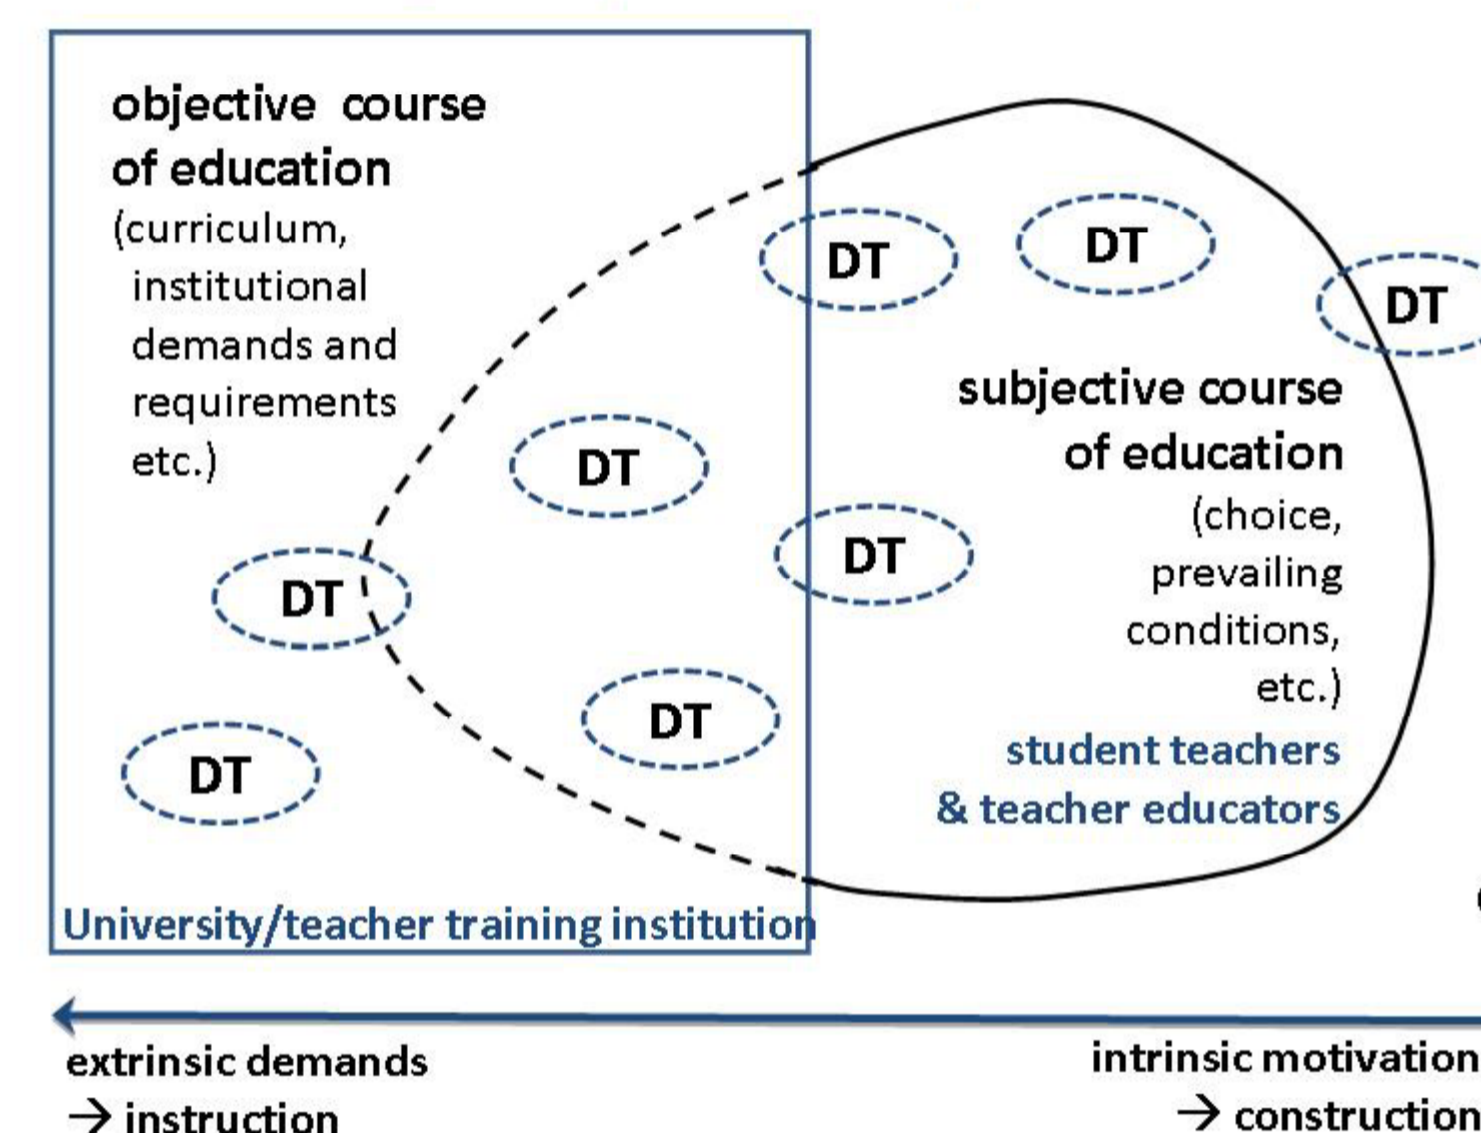 objective course
of education
(curriculum,
institutional
demands and
requirements
etc.)
DT
DT
DT
DT
subjective course
of education
(choice,
prevailing
conditions,
etc.)
DT
DT
DT
DT
DT
student teachers
& teacher educators
University/teacher training institution
extrinsic demands
→ instruction
intrinsic motivation
→ construction